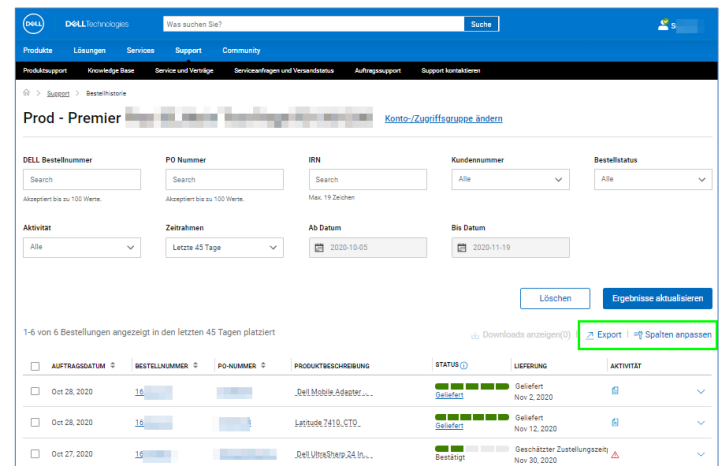 DELL
DELLTechnologies
Was suchen Sie?
Suche
S
Produkte
Lösungen
Services
Support
Community
Produktsupport
Knowledge Base
Service und Verträge
Serviceanfragen und Versandstatus
Auftragssupport
Support kontaktieren
> Support > Bestellhistorie
Prod - Premier
Konto-/Zugriffsgruppe ändern
DELL Bestellnummer
PO Nummer
IRN
Kundennummer
Bestellstatus
Search
Search
Search
Alle
Alle
Akzeptiert bis zu 100 Werte.
Akzeptiert bis zu 100 Werte.
Max. 19 Zeichen
Aktivität
Zeitrahmen
Ab Datum
Bis Datum
Alle
Letzte 45 Tage
2020-10-05
2020-11-19
Löschen
Ergebnisse aktualisieren
1-6 von 6 Bestellungen angezeigt in den letzten 45 Tagen platziert
Downloads anzeigen(0)
Export
Spalten anpassen
AUFTRAGSDATUM
BESTELLNUMMER
PO-NUMMER
PRODUKTBESCHREIBUNG
STATUS
LIEFERUNG
AKTIVITÄT
Oct 28, 2020
16
Dell Mobile Adapter ...
Geliefert
Geliefert
Nov 2, 2020
Oct 28, 2020
16
Latitude 7410, CTO
Geliefert
Geliefert
Nov 12, 2020
Oct 27, 2020
16
Dell UltraSharp 24 In...
Bestätigt
Geschätzter Zustellungszeit
Nov 30, 2020